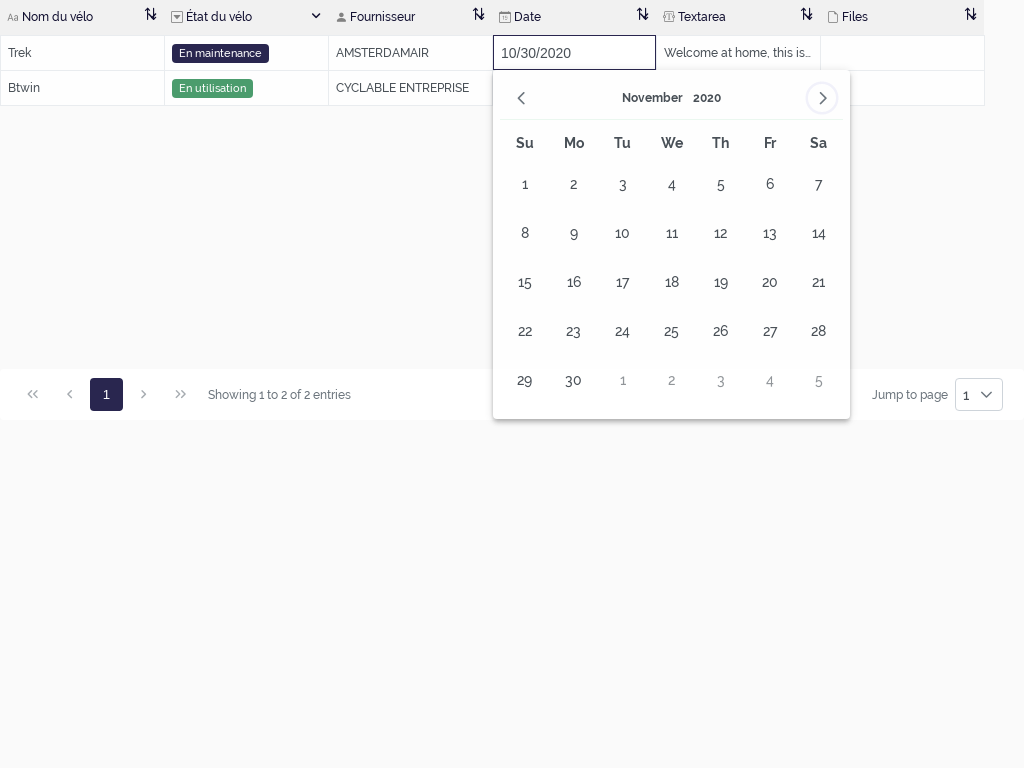 Aa Nom du vélo État du vélo Fournisseur Date Textarea Files
Trek En maintenance AMSTERDAMAIR 10/30/2020 Welcome at home, this is...
Btwin En utilisation CYCLABLE ENTREPRISE
November 2020
Su Mo Tu We Th Fr Sa
1 2 3 4 5 6 7
8 9 10 11 12 13 14
15 16 17 18 19 20 21
22 23 24 25 26 27 28
29 30 1 2 3 4 5
1 Showing 1 to 2 of 2 entries Jump to page 1